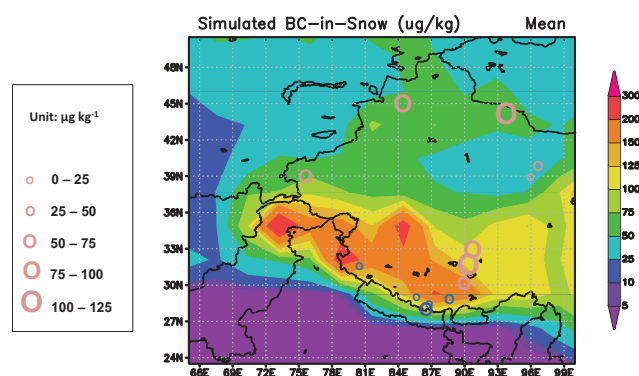 Simulated BC-in-Snow (ug/kg) Mean
Unit: µg kg-1
0 – 25
25 – 50
50 – 75
75 – 100
100 – 125
48N
45N
42N
39N
36N
33N
30N
27N
24N
66E 69E 72E 75E 78E 81E 84E 87E 90E 93E 96E 99E
300
200
150
125
100
75
50
25
10
5